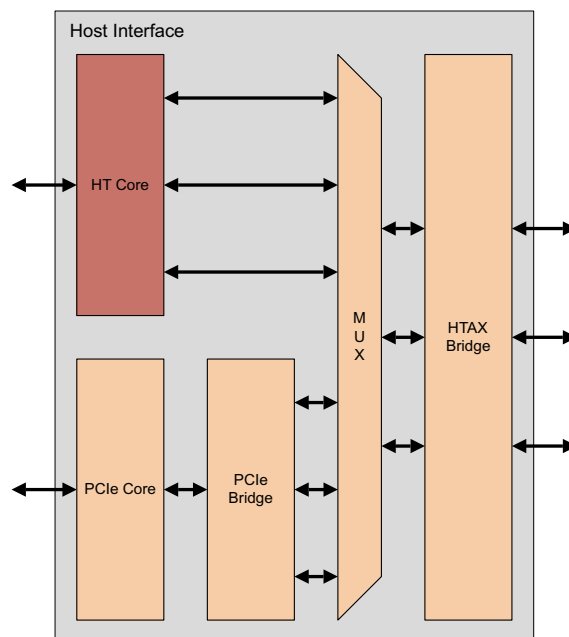 Host Interface
HT Core
M
U
X
HTAX
Bridge
PCIe Core
PCIe
Bridge